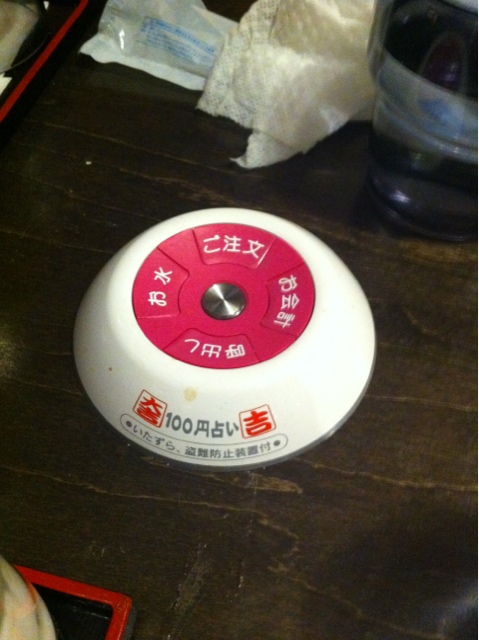 ご注文
お水
お会計
呼出し
大吉
100円占い
吉
●いたずら、盗難防止装置付●